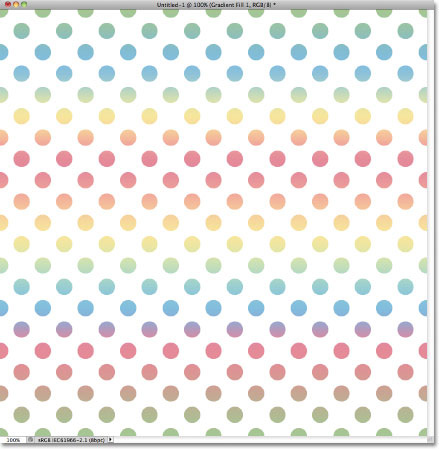 Untitled-1 @ 100% (Gradient Fill 1, RGB/8) *
100%
sRGB IEC61966-2.1 (8bpc)